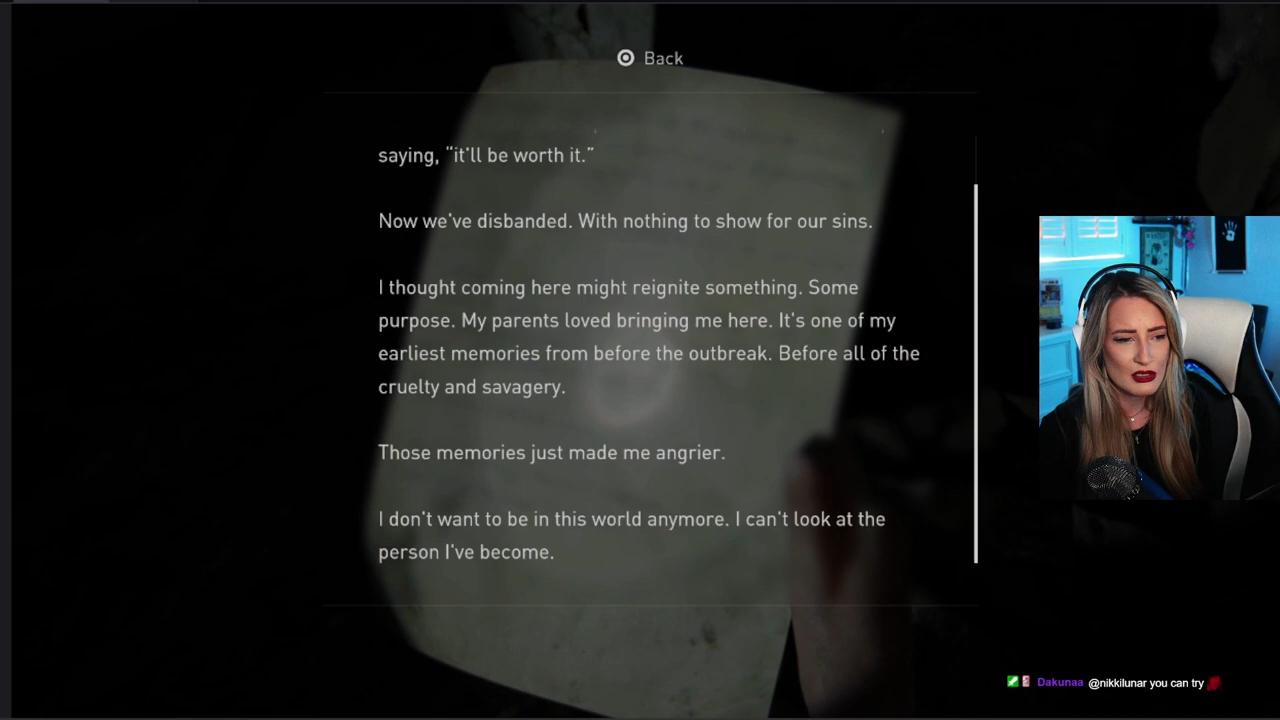 Back
saying, “it'll be worth it.”
Now we've disbanded. With nothing to show for our sins.
I thought coming here might reignite something. Some
purpose. My parents loved bringing me here. It's one of my
earliest memories from before the outbreak. Before all of the
cruelty and savagery.
Those memories just made me angrier.
I don't want to be in this world anymore. I can't look at the
person I've become.
Dakunaa @nikkilunar you can try